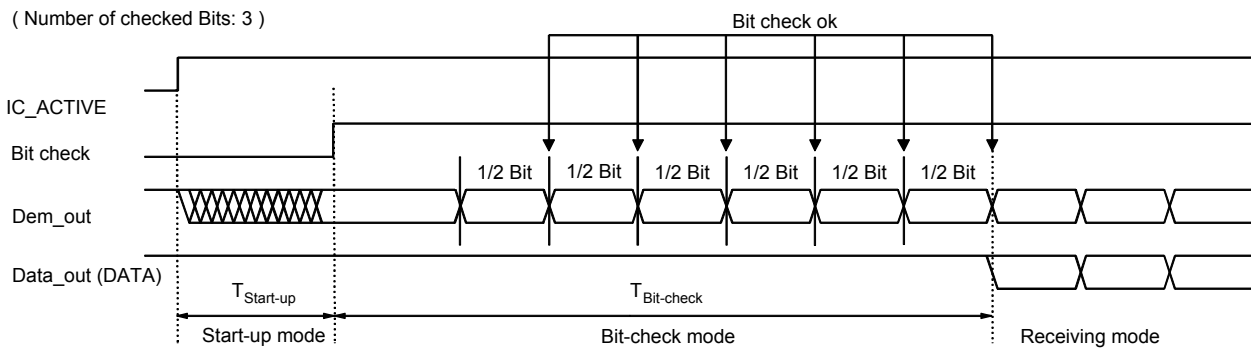 ( Number of checked Bits: 3 )
Bit check ok
IC_ACTIVE
Bit check
1/2 Bit 1/2 Bit 1/2 Bit 1/2 Bit 1/2 Bit 1/2 Bit
Dem_out
Data_out (DATA)
TStart-up TBit-check
Start-up mode Bit-check mode Receiving mode